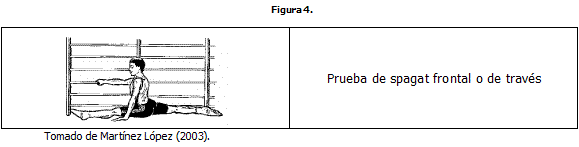 Figura 4.
Prueba de spagat frontal o de través
Tomado de Martínez López (2003).